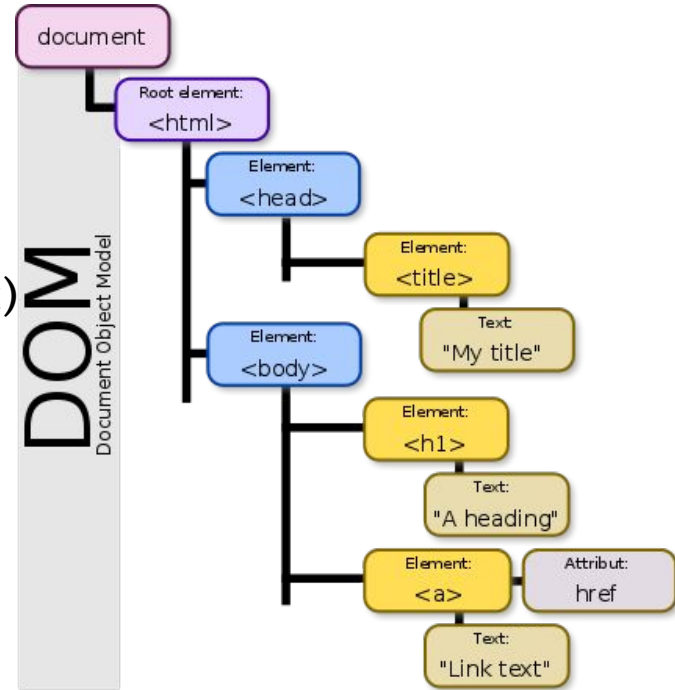 document
Root element:
<html>
Element:
<head>
Element:
<title>
Text
"My title"
)
DOM
Document Object Model
Element:
<body>
Element:
<h1>
Text:
"A heading"
Element:
<a>
Attribut:
href
Text:
"Link text"